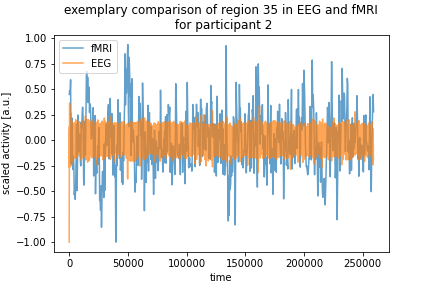 exemplary comparison of region 35 in EEG and fMRI
for participant 2
1.00
0.75
0.50
0.25
0.00
−0.25
−0.50
−0.75
−1.00
scaled activity [a.u.]
fMRI
EEG
0 50000 100000 150000 200000 250000
time